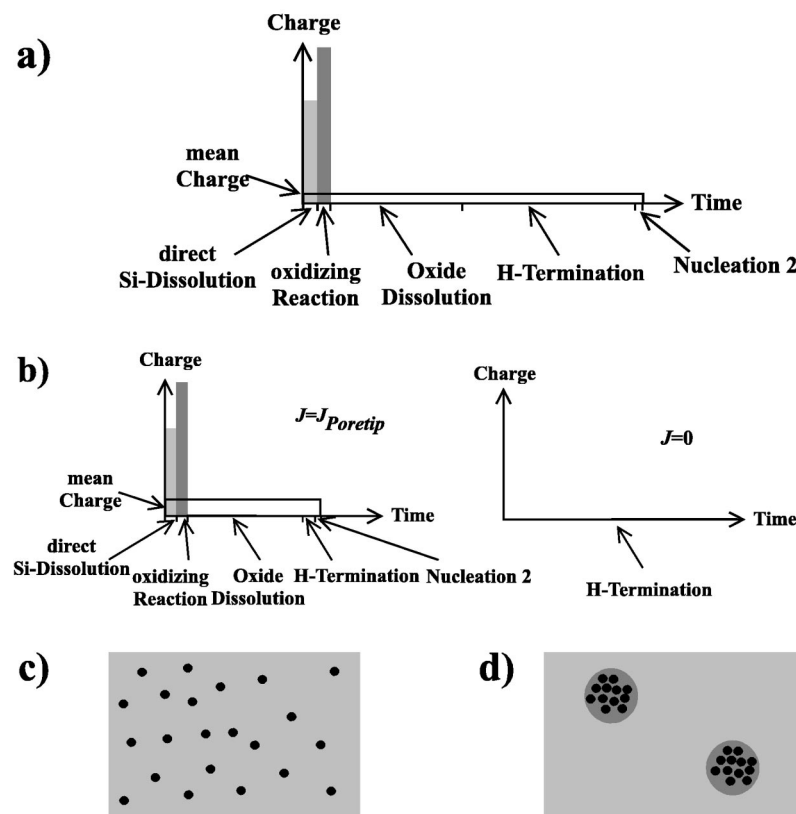 a)
Charge
mean
Charge
Time
direct
Si-Dissolution
oxidizing
Reaction
Oxide
Dissolution
H-Termination
Nucleation 2
b)
Charge
J=J_Poretip
mean
Charge
Time
direct
Si-Dissolution
oxidizing
Reaction
Oxide
Dissolution
H-Termination
Nucleation 2
Charge
J=0
Time
H-Termination
c)
d)